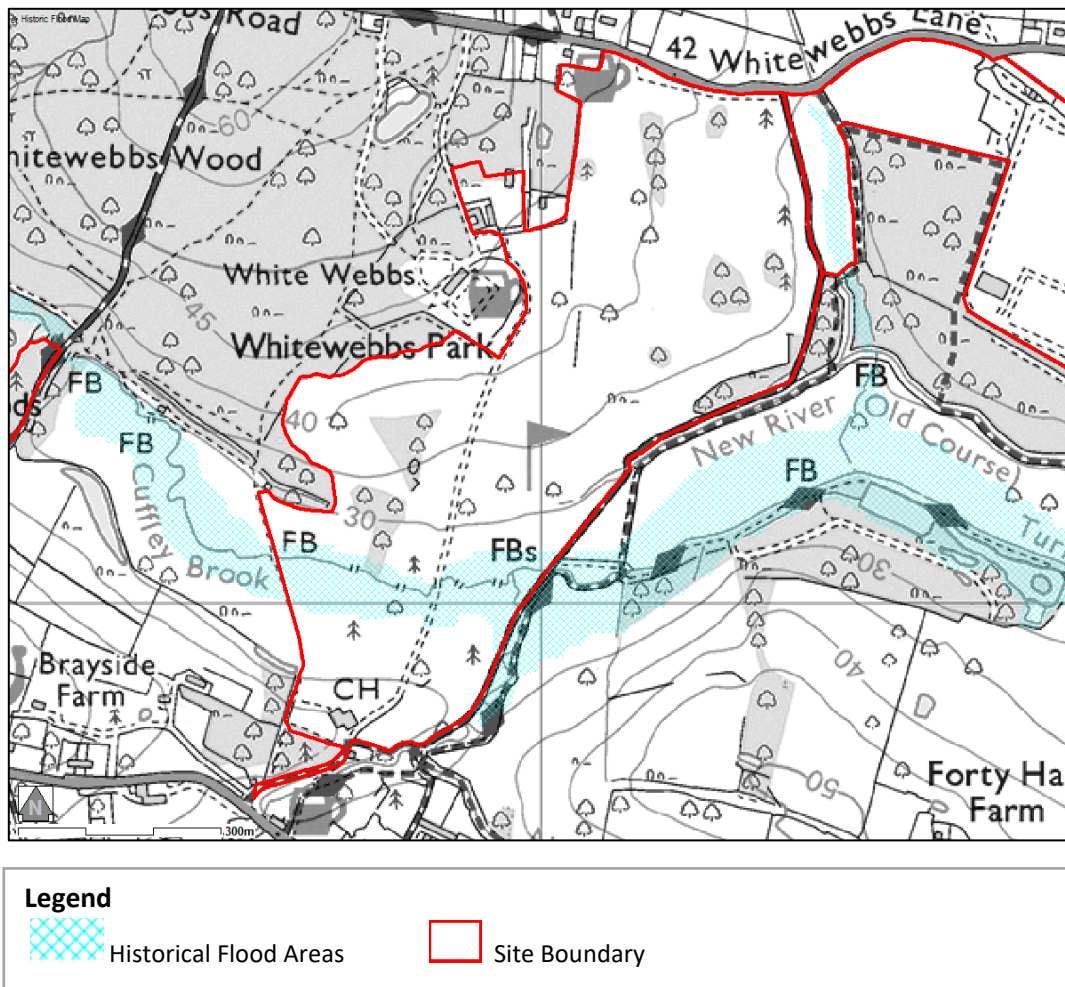 Historic Flood Map
Road
42 Whitewebbs Lane
60
hitewebbs Wood
White Webbs
45
Whitewebbs Park
FB
ds
40
FB
New River
(Old Course)
FB
FB
Cuffley Brook
30
FB
FBs
Tur
30
40
Brayside
Farm
CH
50
Forty Ha
Farm
N
300m
Legend
Historical Flood Areas
Site Boundary